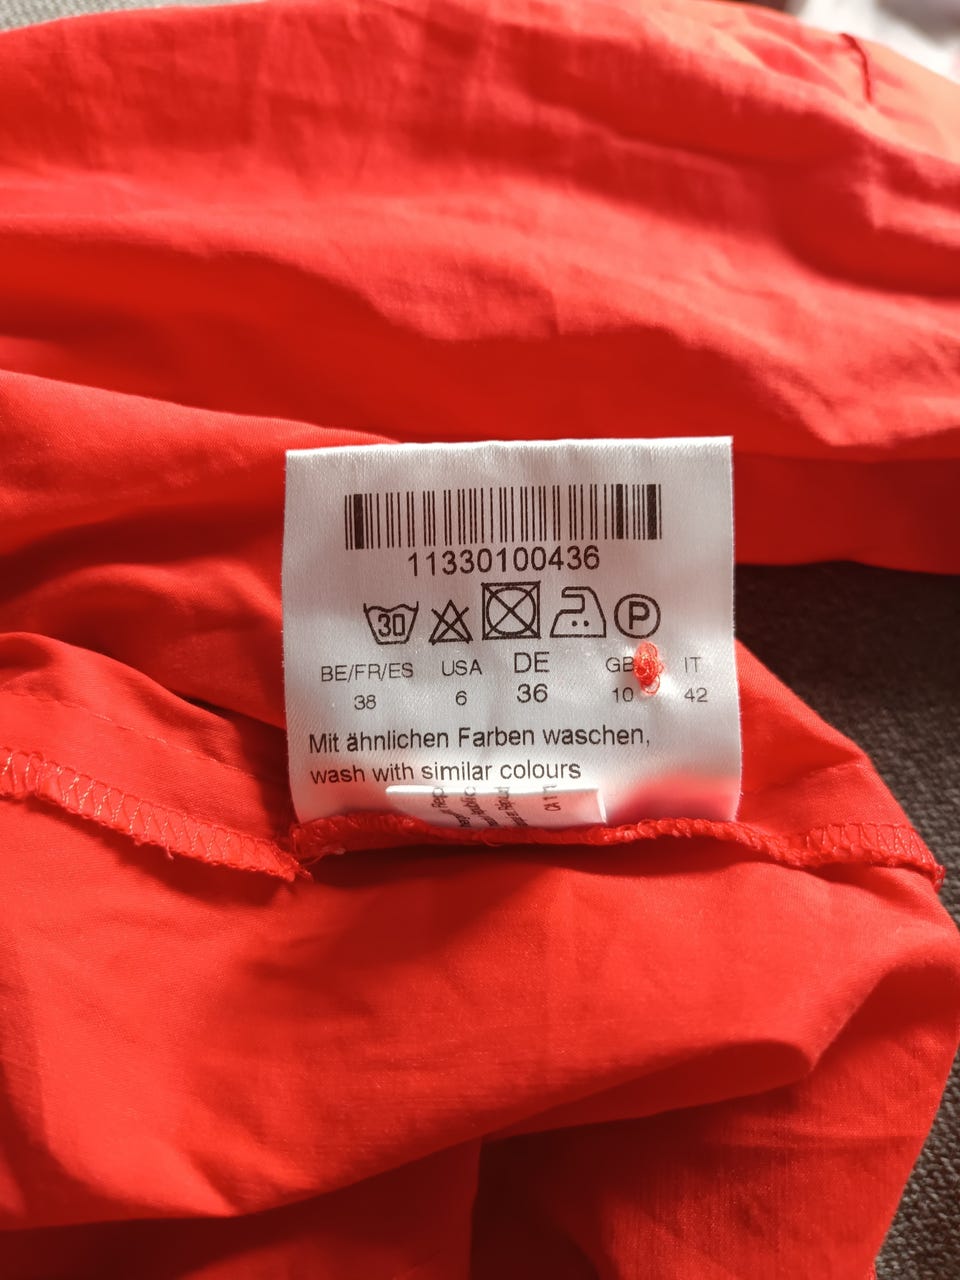 11330100436
30 P
BE/FR/ES USA DE GB IT
38 6 36 10 42
Mit ähnlichen Farben waschen,
wash with similar colours